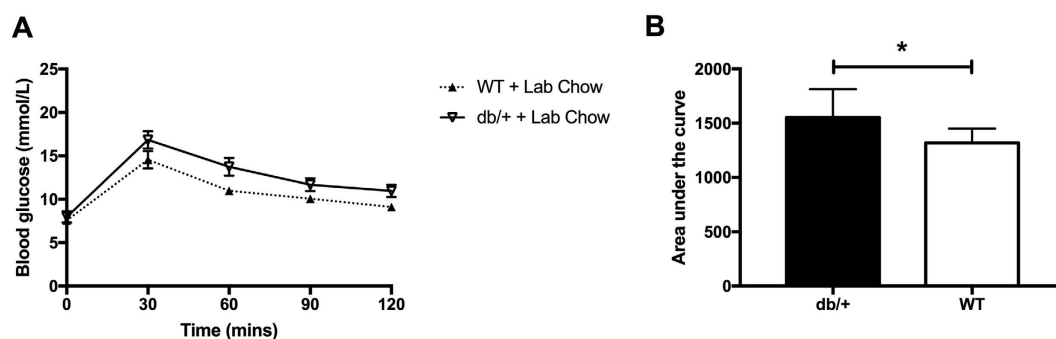 A
Blood glucose (mmol/L)
25
20
15
10
5
0
0 30 60 90 120
Time (mins)
WT + Lab Chow
db/+ + Lab Chow
B
*
Area under the curve
2000
1500
1000
500
0
db/+ WT